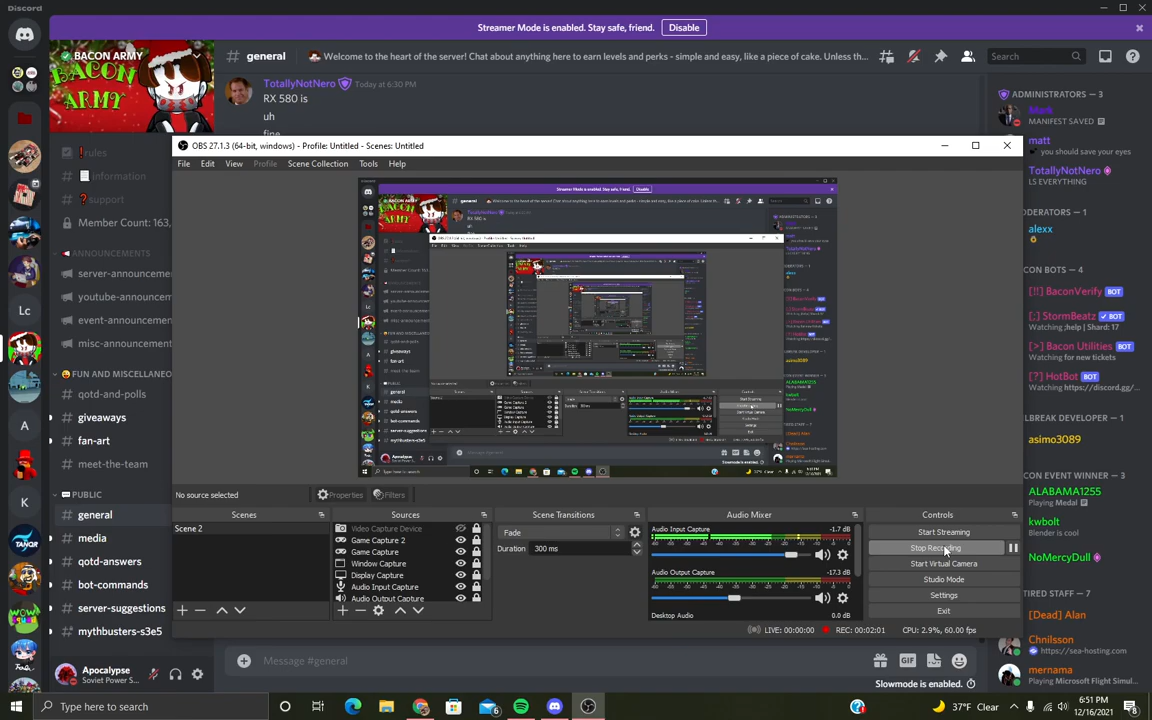 Discord
Streamer Mode is enabled. Stay safe, friend.
Disable
BACON ARMY
BACON
ARMY
general
Welcome to the heart of the server! Chat about anything here to earn levels and perks - simple and easy, like a piece of cake. Unless th...
Search
TotallyNotNero
Today at 6:30 PM
RX 580 is
uh
fine
rules
information
support
Member Count: 163,
ANNOUNCEMENTS
server-announceme
youtube-announcem
event-announcemen
misc-announcement
FUN AND MISCELLANEO
qotd-and-polls
giveaways
fan-art
meet-the-team
PUBLIC
general
media
qotd-answers
bot-commands
server-suggestions
mythbusters-s3e5
Lc
A
K
TANQR
Apocalypse
Soviet Power S...
OBS 27.1.3 (64-bit, windows) - Profile: Untitled - Scenes: Untitled
File Edit View Profile Scene Collection Tools Help
No source selected
Properties
Filters
Scenes
Scene 2
Sources
Video Capture Device
Game Capture 2
Game Capture
Window Capture
Display Capture
Audio Input Capture
Audio Output Capture
Scene Transitions
Fade
Duration 300 ms
Audio Mixer
Audio Input Capture -1.7 dB
Audio Output Capture -17.3 dB
Desktop Audio 0.0 dB
Controls
Start Streaming
Stop Recording
Start Virtual Camera
Studio Mode
Settings
Exit
LIVE: 00:00:00 REC: 00:02:01 CPU: 2.9%, 60.00 fps
Message #general
GIF
Slowmode is enabled.
ADMINISTRATORS — 3
MANIFEST SAVED
matt
you should save your eyes
TotallyNotNero
LS EVERYTHING
DERATORS — 1
alexx
CON BOTS — 4
[!!] BaconVerify BOT
[;] StormBeatz BOT
Watching ;help | Shard: 17
[>] Bacon Utilities BOT
Watching for new tickets
[?] HotBot BOT
Watching https://discord.gg/...
LBREAK DEVELOPER — 1
asimo3089
CON EVENT WINNER — 3
ALABAMA1255
Playing Medal
kwbolt
Blender is cool
NoMercyDull
TIRED STAFF — 7
[Dead] Alan
Chnilsson
https://sea-hosting.com
mernama
Playing Microsoft Flight Simul...
Type here to search
37°F Clear
6:51 PM
12/16/2021